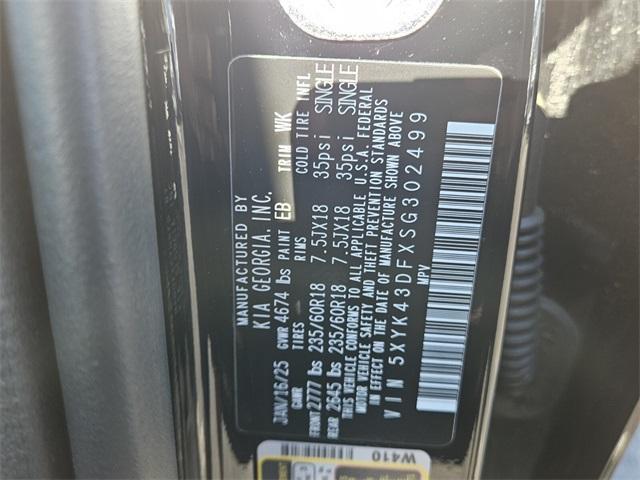 MANUFACTURED BY
KIA GEORGIA, INC.
JAN/16/25 GVWR 4674 lbs PAINT EB TRIM WK
GAWR TIRES RIMS COLD TIRE INFL
FRONT 2777 lbs 235/60R18 7.5JX18 35psi SINGLE
REAR 2645 lbs 235/60R18 7.5JX18 35psi SINGLE
THIS VEHICLE CONFORMS TO ALL APPLICABLE U.S.A. FEDERAL
MOTOR VEHICLE SAFETY AND THEFT PREVENTION STANDARDS
IN EFFECT ON THE DATE OF MANUFACTURE SHOWN ABOVE
VIN 5XYK43DFXSG302499
MPV
W410